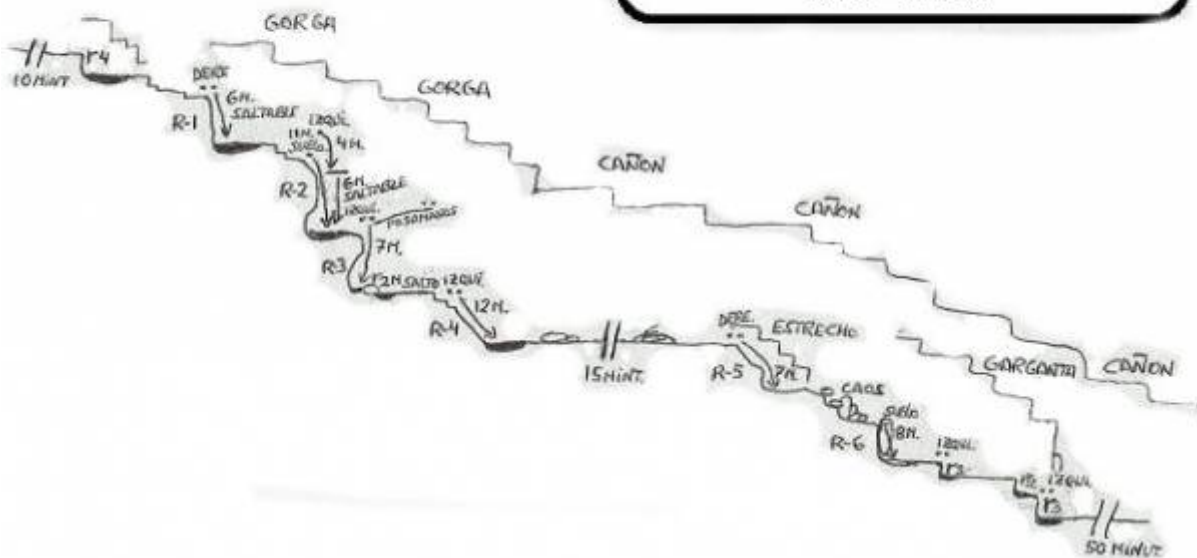 GORGA
r4
10 MINT
DERE
6M.
SALTABLE
R-1
GORGA
11M.
SUELO
IZQUI.
4M.
R-2
6M.
SALTABLE
IZQUI.
PASAMANOS
7M.
R-3
r2M SALTO
IZQUI.
12M.
R-4
CAÑON
CAÑON
15 MINT.
DERE.
ESTRECHO
R-5
7M.
CAOS
SUELO
8M.
R-6
IZQUI.
GARGANTA
CAÑON
IZQUI
r3
50 MINUT.